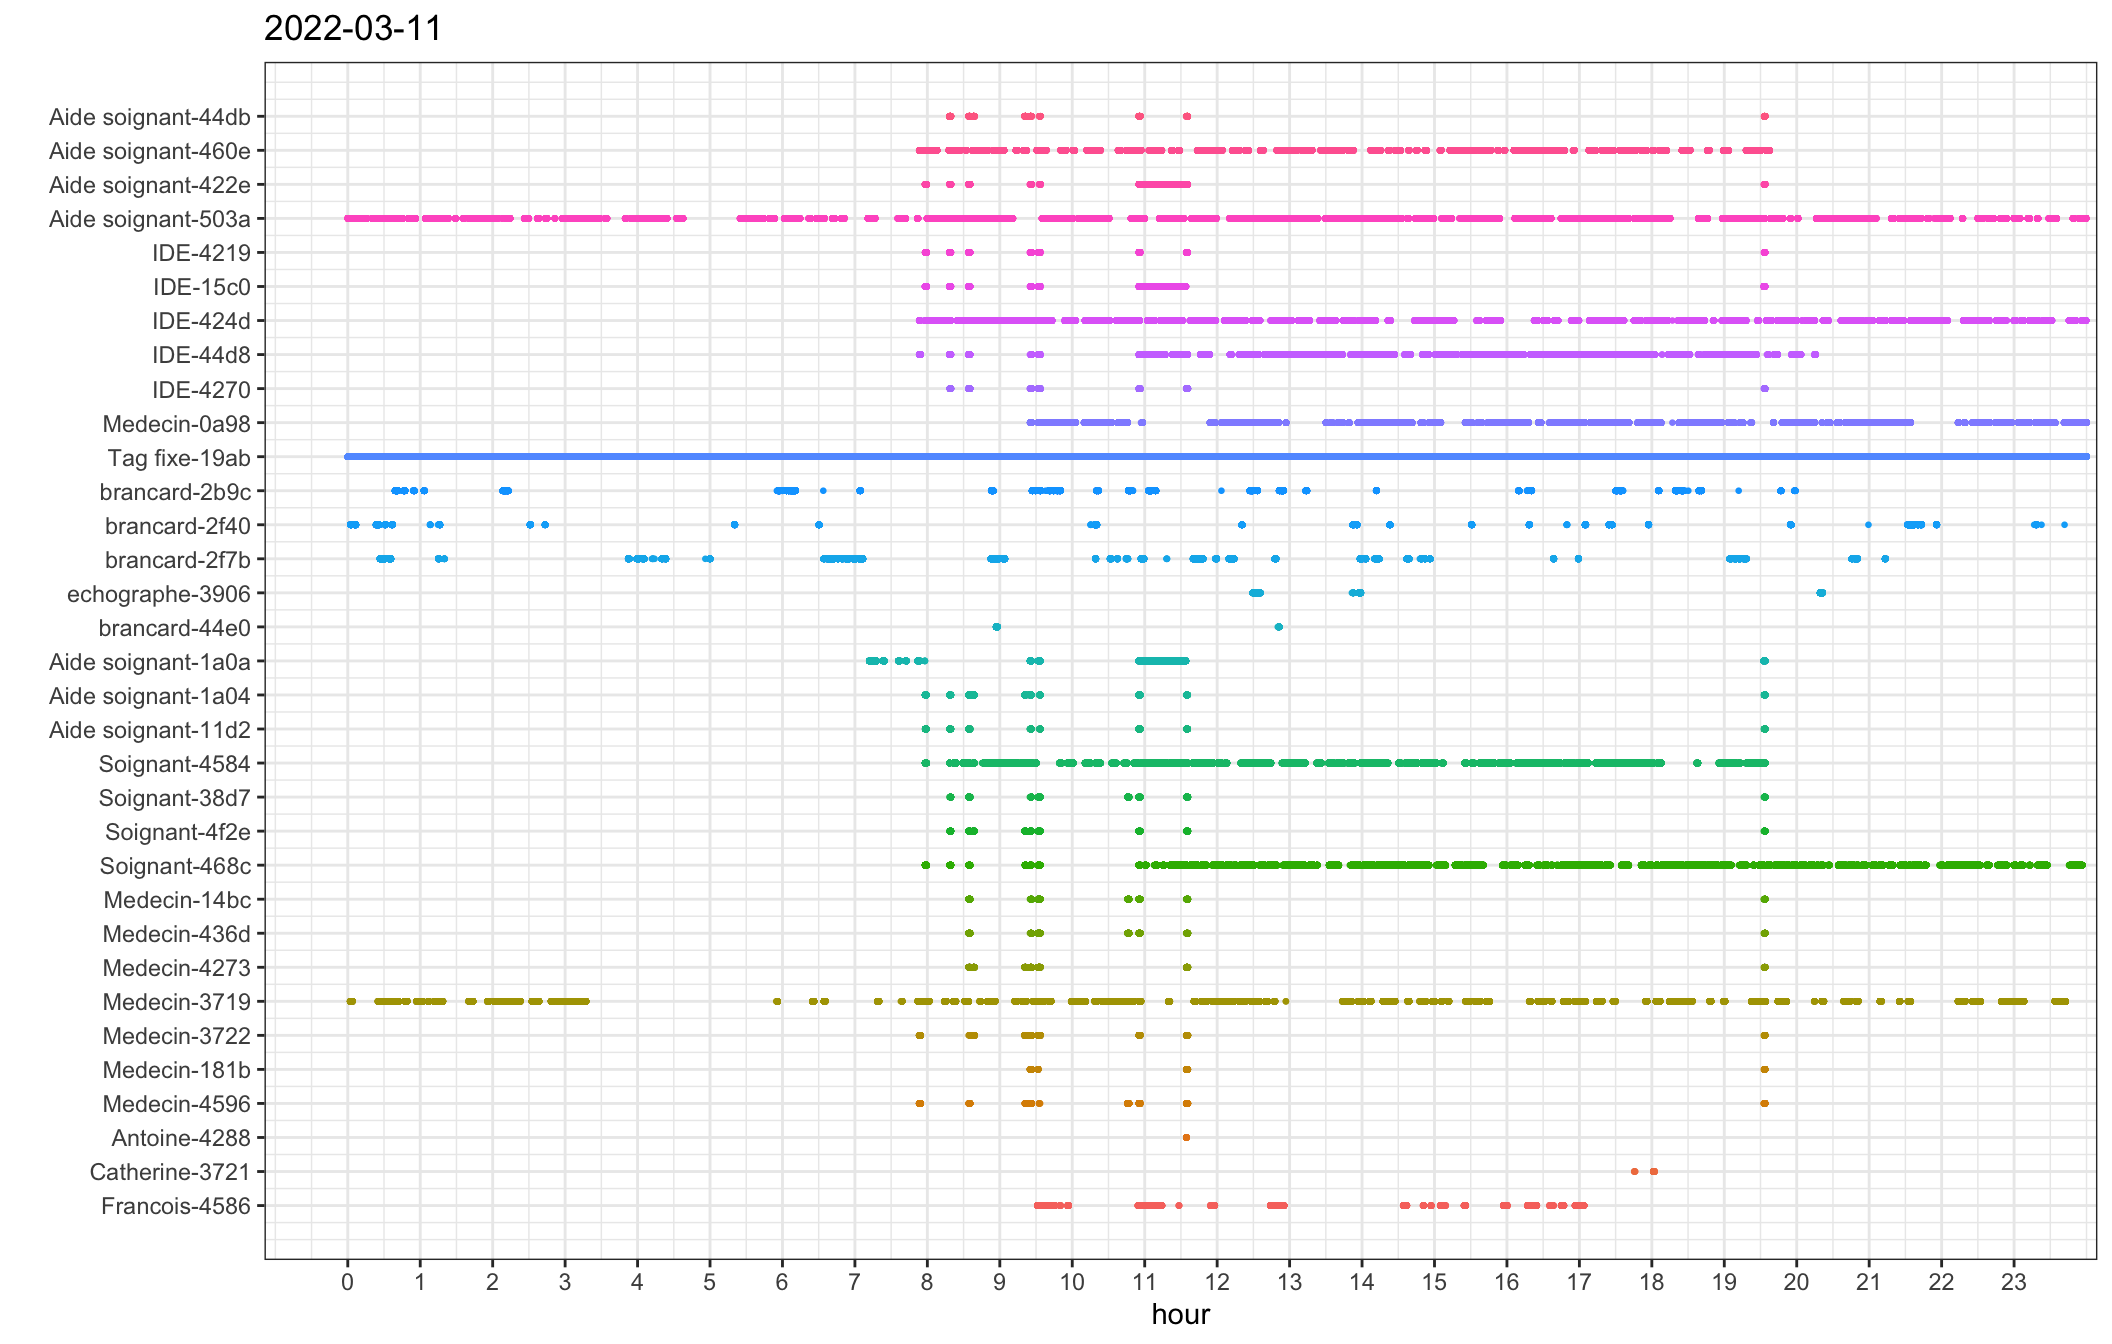 2022-03-11
Aide soignant-44db
Aide soignant-460e
Aide soignant-422e
Aide soignant-503a
IDE-4219
IDE-15c0
IDE-424d
IDE-44d8
IDE-4270
Medecin-0a98
Tag fixe-19ab
brancard-2b9c
brancard-2f40
brancard-2f7b
echographe-3906
brancard-44e0
Aide soignant-1a0a
Aide soignant-1a04
Aide soignant-11d2
Soignant-4584
Soignant-38d7
Soignant-4f2e
Soignant-468c
Medecin-14bc
Medecin-436d
Medecin-4273
Medecin-3719
Medecin-3722
Medecin-181b
Medecin-4596
Antoine-4288
Catherine-3721
Francois-4586
0 1 2 3 4 5 6 7 8 9 10 11 12 13 14 15 16 17 18 19 20 21 22 23
hour